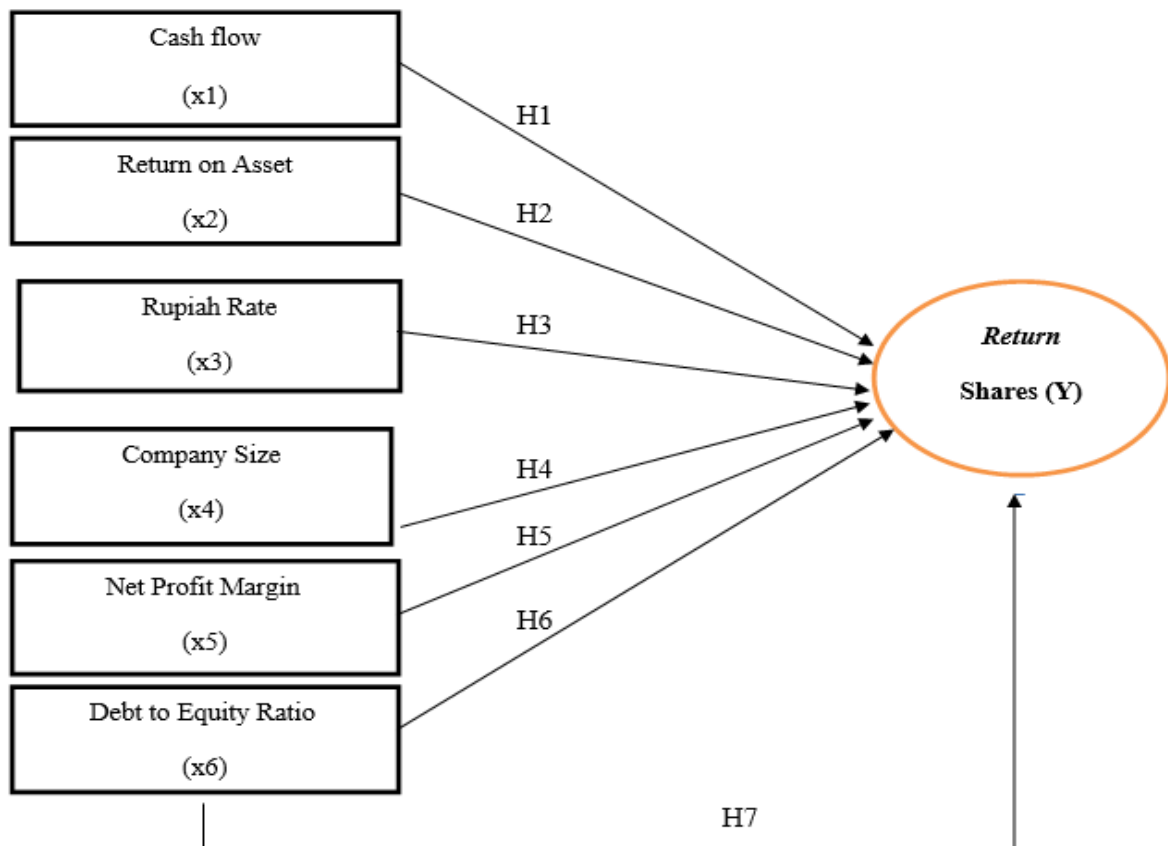 Cash flow
(x1)
H1
Return on Asset
(x2)
H2
Rupiah Rate
(x3)
H3
Return
Shares (Y)
Company Size
(x4)
H4
Net Profit Margin
(x5)
H5
Debt to Equity Ratio
(x6)
H6
H7